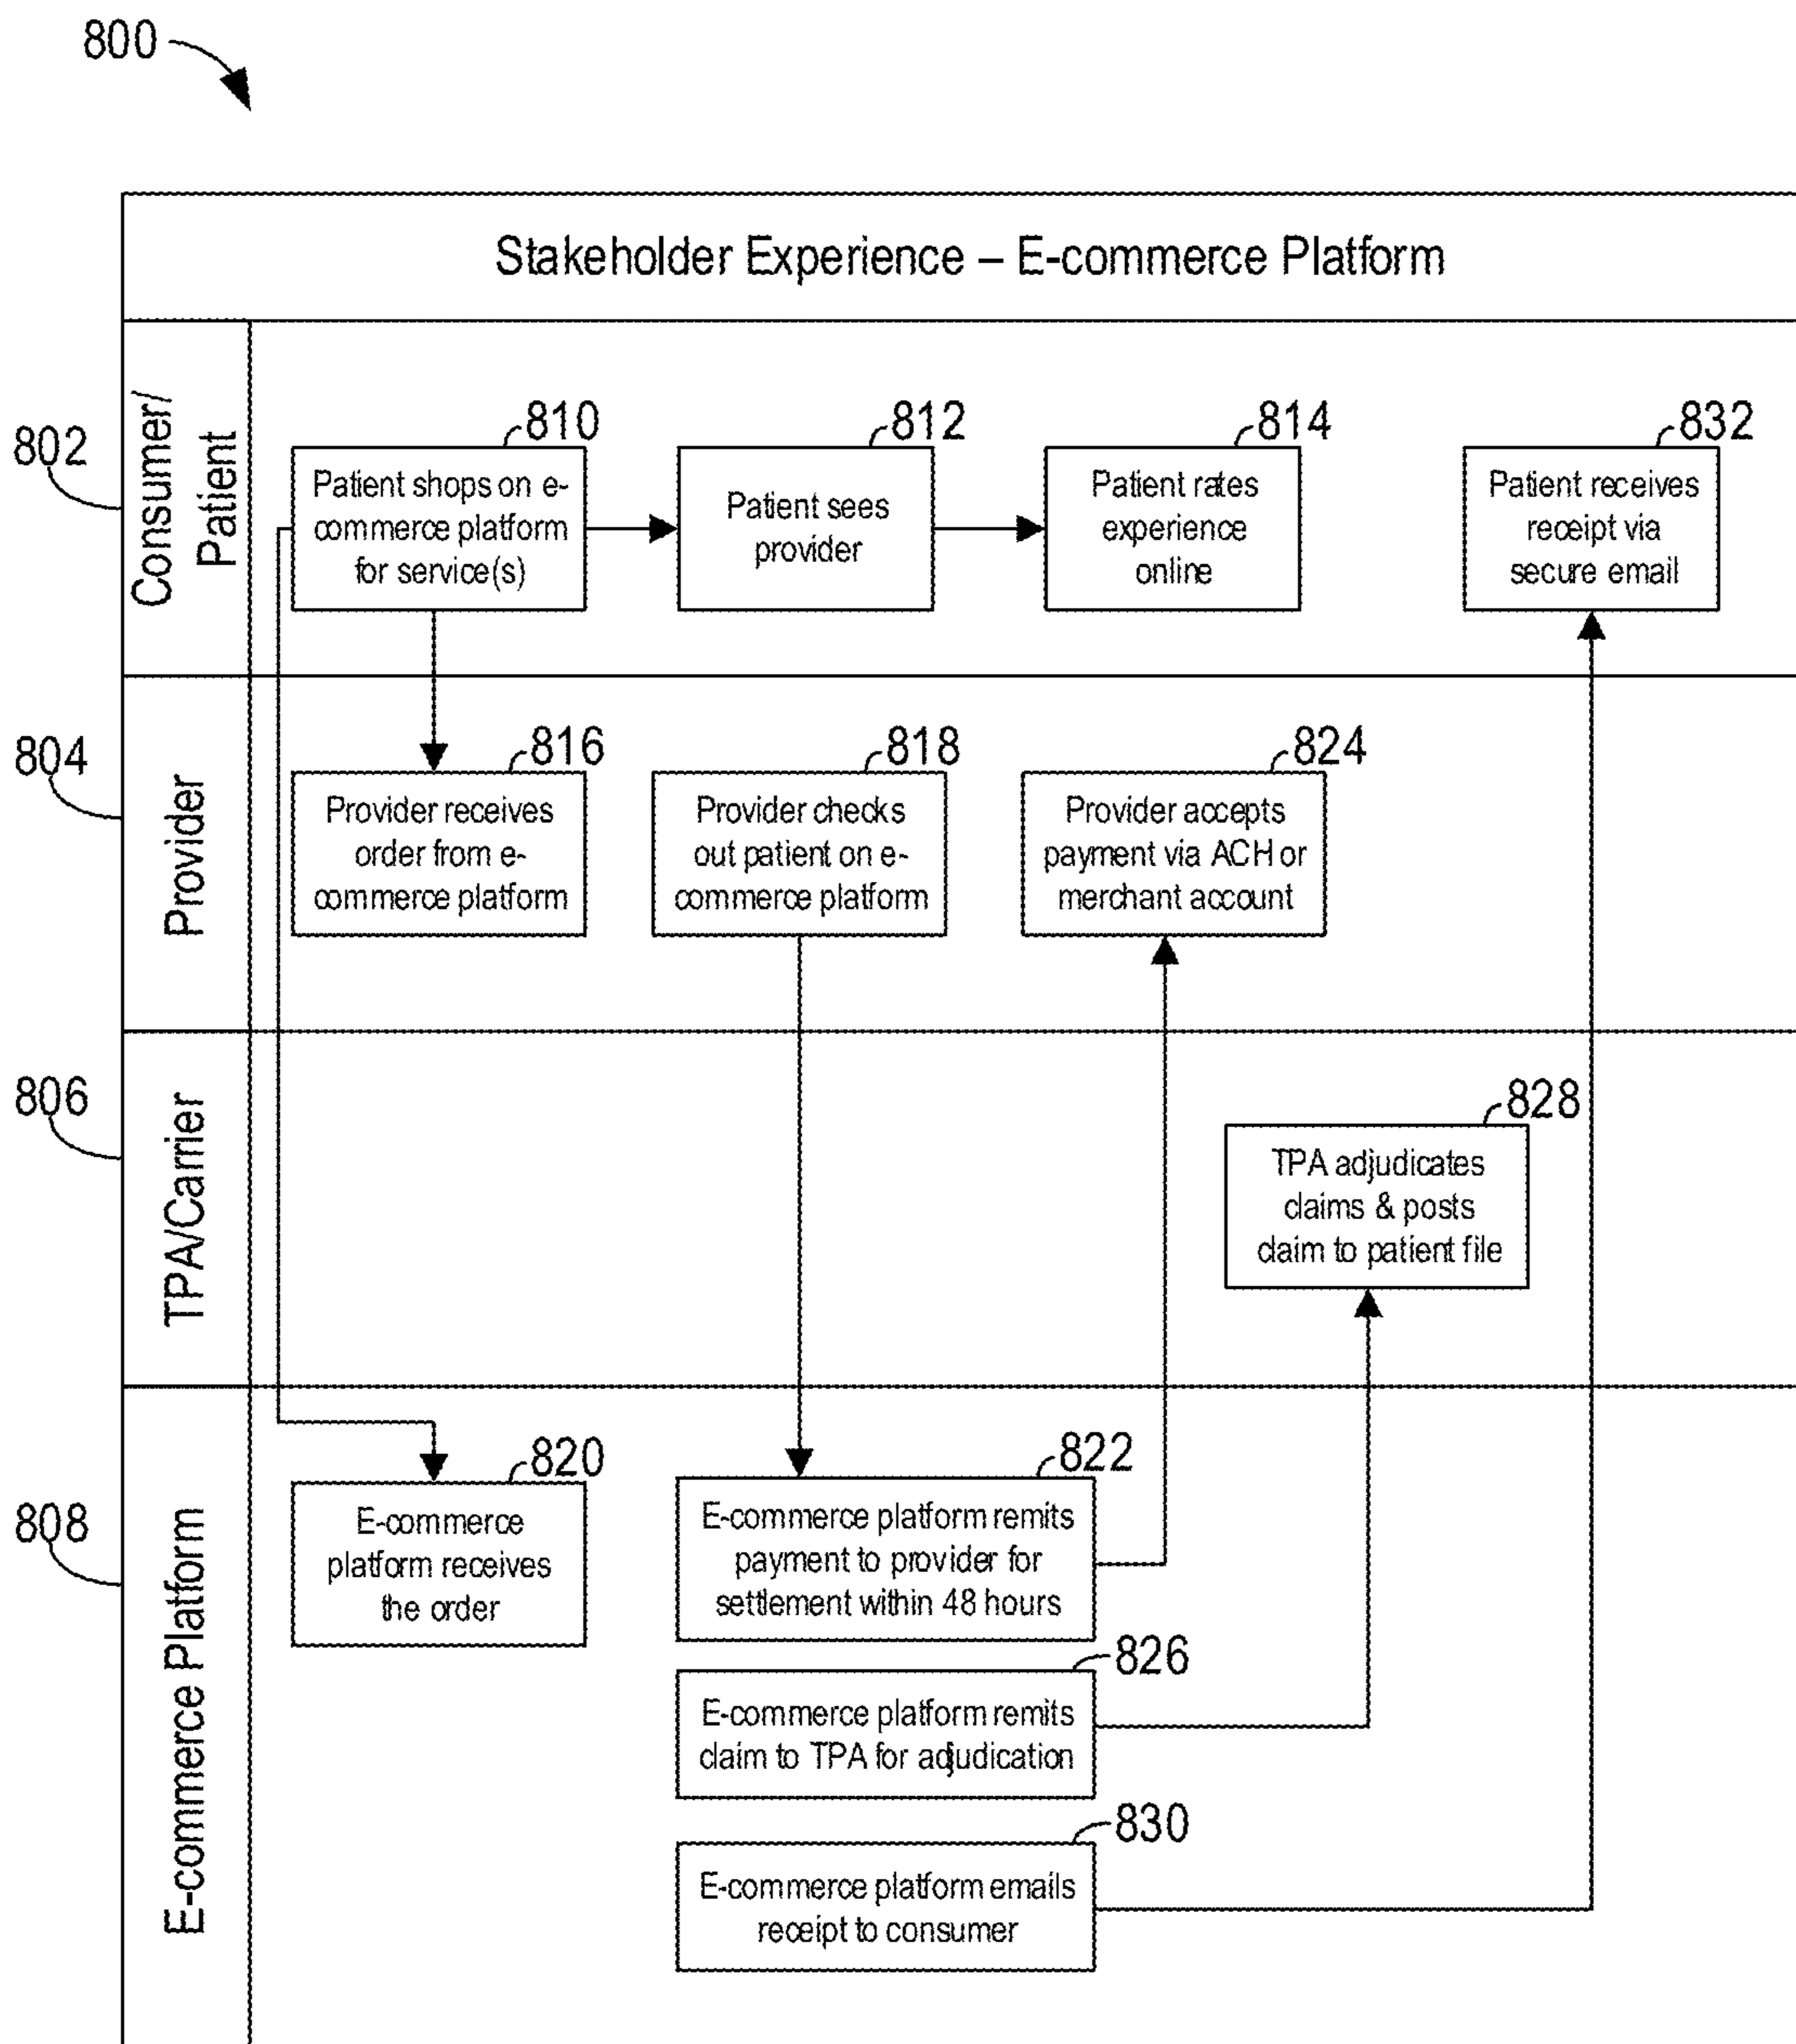 800
Stakeholder Experience – E-commerce Platform
802
Consumer/
Patient
810
Patient shops on e-
commerce platform
for service(s)
812
Patient sees
provider
814
Patient rates
experience
online
832
Patient receives
receipt via
secure email
804
Provider
816
Provider receives
order from e-
commerce platform
818
Provider checks
out patient on e-
commerce platform
824
Provider accepts
payment via ACH or
merchant account
806
TPA/Carrier
828
TPA adjudicates
claims & posts
claim to patient file
808
E-commerce Platform
820
E-commerce
platform receives
the order
822
E-commerce platform remits
payment to provider for
settlement within 48 hours
826
E-commerce platform remits
claim to TPA for adjudication
830
E-commerce platform emails
receipt to consumer